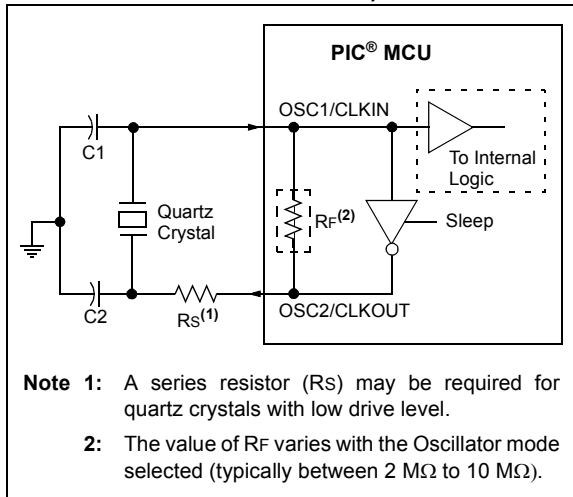 PIC® MCU
OSC1/CLKIN
C1
To Internal
Logic
Quartz
Crystal
RF(2)
Sleep
C2
RS(1)
OSC2/CLKOUT
Note 1: A series resistor (RS) may be required for
quartz crystals with low drive level.
2: The value of RF varies with the Oscillator mode
selected (typically between 2 MΩ to 10 MΩ).